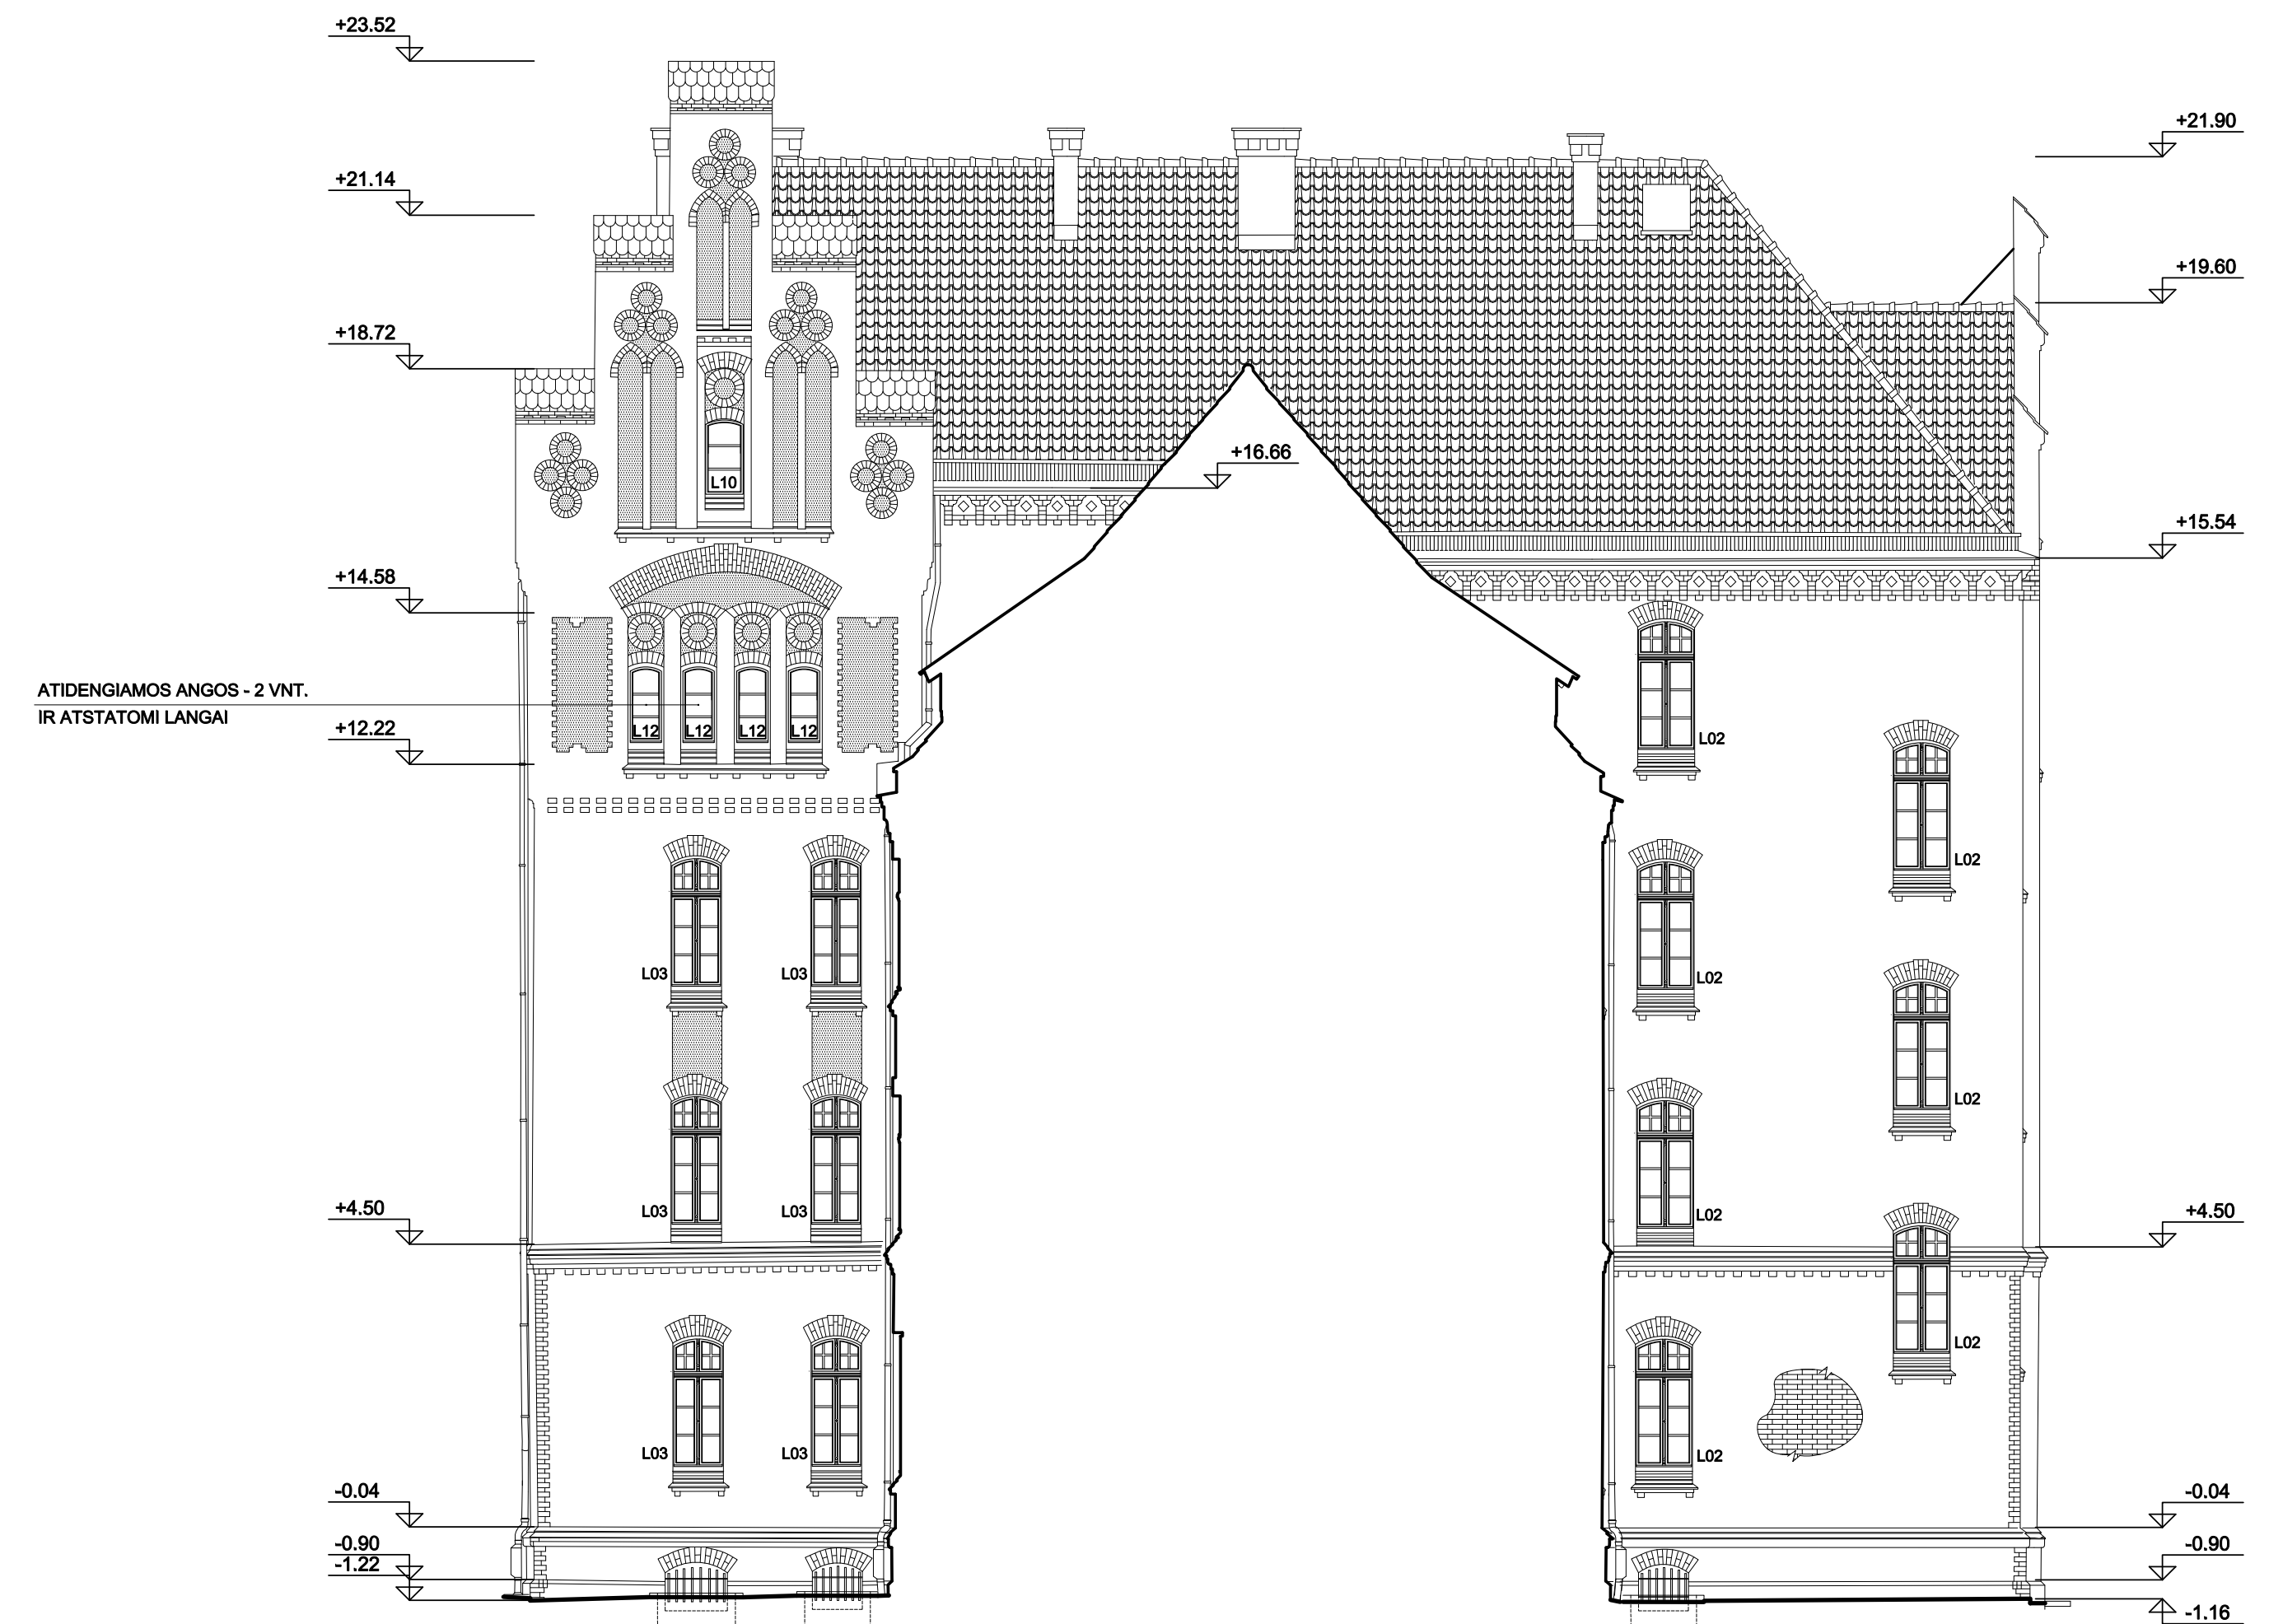 +23.52
+21.90
+21.14
+19.60
+18.72
+16.66
L10
+15.54
+14.58
ATIDENGIAMOS ANGOS - 2 VNT.
IR ATSTATOMI LANGAI
L12 L12 L12 L12
L02
+12.22
L02
L03 L03
L02
L02
+4.50
L03 L03
L02
+4.50
L02
L03 L03
L02
-0.04
-0.04
-0.90
-0.90
-1.22
-1.16